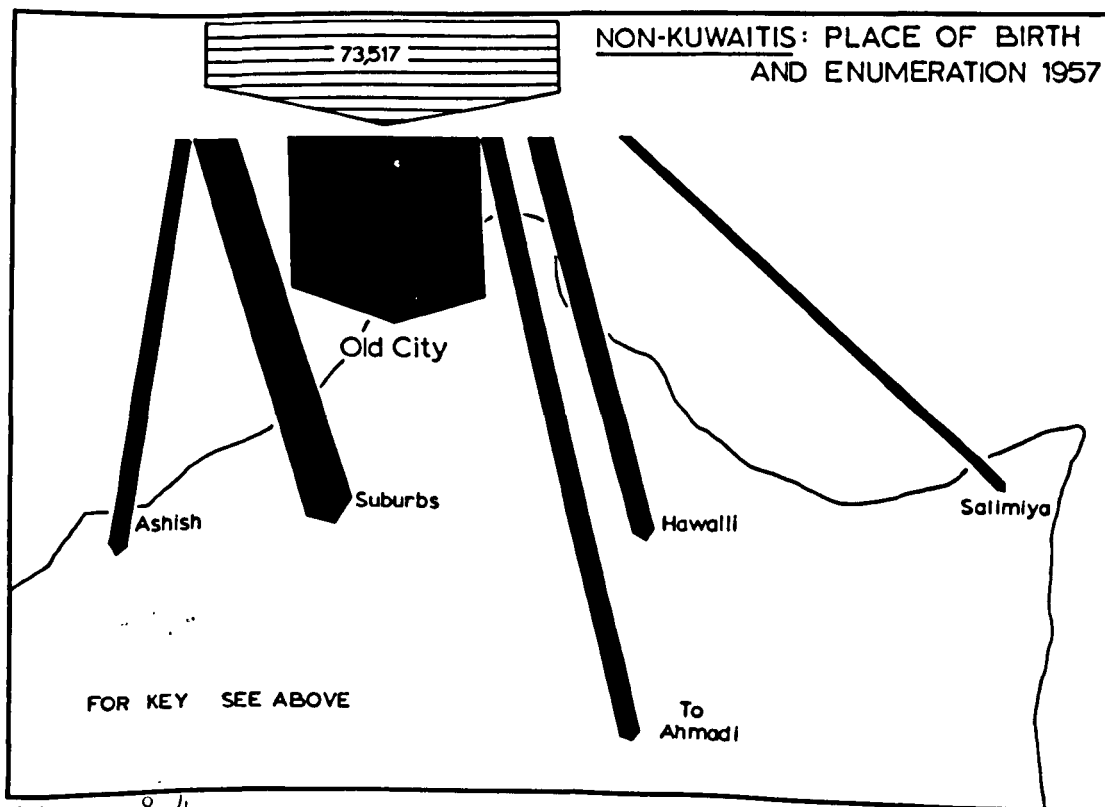 NON-KUWAITIS: PLACE OF BIRTH
AND ENUMERATION 1957
73,517
Old City
Ashish
Suburbs
Hawalli
Salimiya
To
Ahmadi
FOR KEY SEE ABOVE